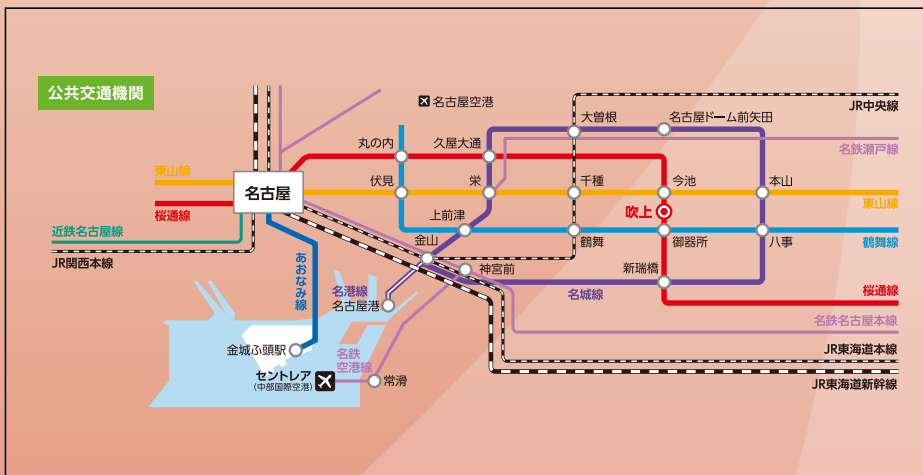 公共交通機関
名古屋空港
JR中央線
大曽根
名古屋ドーム前矢田
丸の内
久屋大通
名鉄瀬戸線
東山線
伏見
栄
千種
今池
本山
名古屋
東山線
桜通線
上前津
吹上
近鉄名古屋線
金山
鶴舞
御器所
八事
鶴舞線
JR関西本線
あおなみ線
神宮前
新瑞橋
名港線
名古屋港
名城線
桜通線
名鉄名古屋本線
金城ふ頭駅
名鉄
空港線
JR東海道本線
セントレア
(中部国際空港)
常滑
JR東海道新幹線